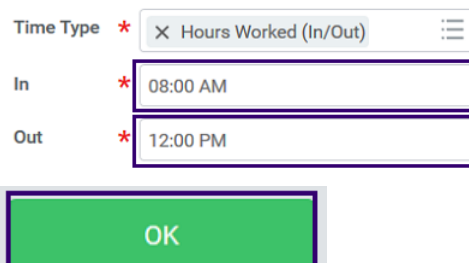 Time Type * × Hours Worked (In/Out)
In * 08:00 AM
Out * 12:00 PM
OK